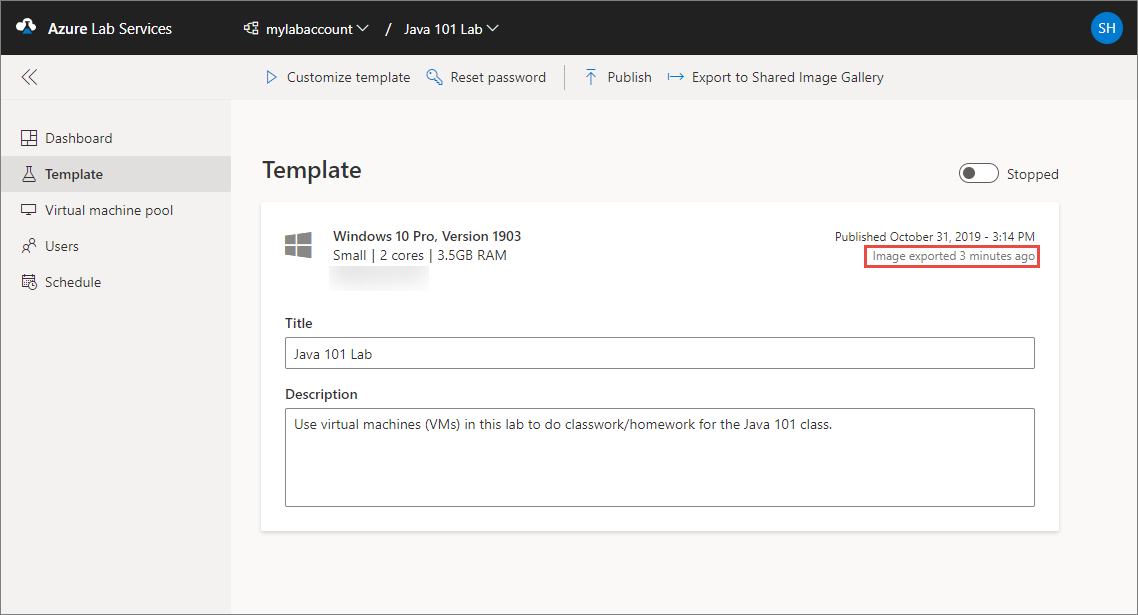 Azure Lab Services
mylabaccount / Java 101 Lab
SH
Customize template
Reset password
Publish
Export to Shared Image Gallery
Dashboard
Template
Virtual machine pool
Users
Schedule
Template
Stopped
Windows 10 Pro, Version 1903
Small | 2 cores | 3.5GB RAM
Published October 31, 2019 - 3:14 PM
Image exported 3 minutes ago
Title
Java 101 Lab
Description
Use virtual machines (VMs) in this lab to do classwork/homework for the Java 101 class.